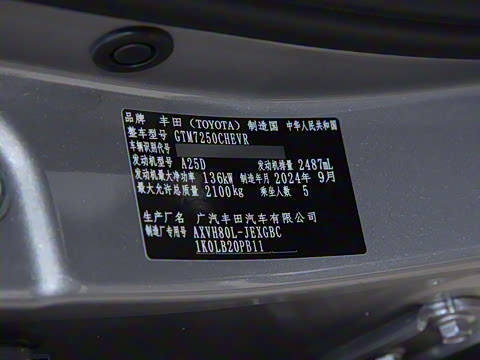 品牌 丰田 (TOYOTA) 制造国 中华人民共和国
整车型号 GTM7250CHEVR
车辆识别代号
发动机型号 A25D 发动机排量 2487mL
发动机最大净功率 136kW 制造年月 2024年9月
最大允许总质量 2100kg 乘坐人数 5
生产厂名 广汽丰田汽车有限公司
制造厂专用号 AXVH80L-JEXGBC
1K0LB20PB11